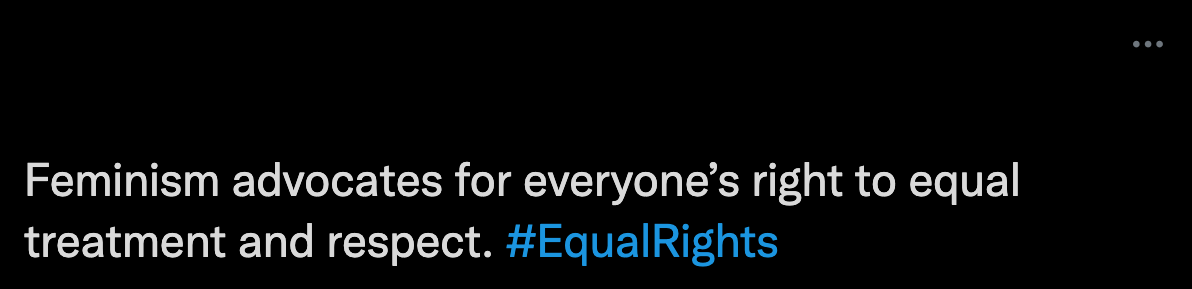 Feminism advocates for everyone’s right to equal
treatment and respect. #EqualRights